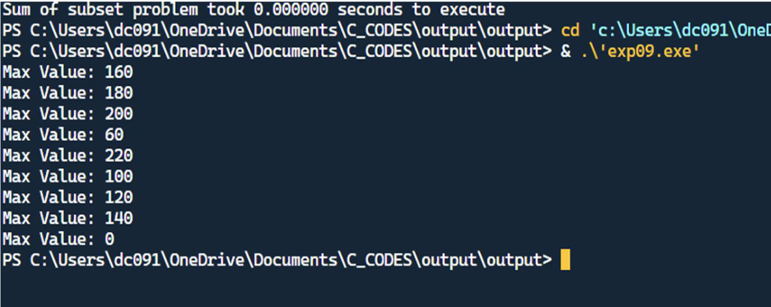 Sum of subset problem took 0.000000 seconds to execute
PS C:\Users\dc091\OneDrive\Documents\C_CODES\output\output> cd 'c:\Users\dc091\OneD
PS C:\Users\dc091\OneDrive\Documents\C_CODES\output\output> & .\'exp09.exe'
Max Value: 160
Max Value: 180
Max Value: 200
Max Value: 60
Max Value: 220
Max Value: 100
Max Value: 120
Max Value: 140
Max Value: 0
PS C:\Users\dc091\OneDrive\Documents\C_CODES\output\output>